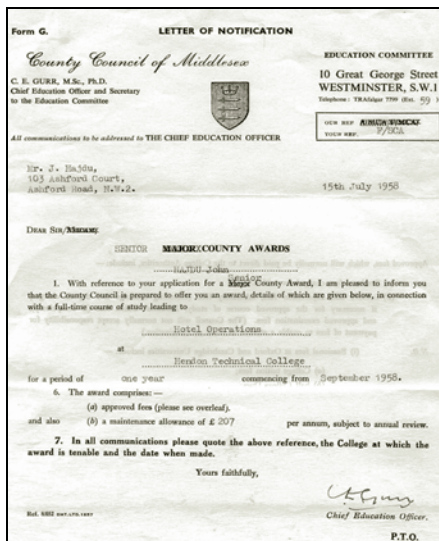 Form G.
LETTER OF NOTIFICATION
County Council of Middlesex
C. E. GURR, M.Sc., Ph.D.
Chief Education Officer and Secretary
to the Education Committee
EDUCATION COMMITTEE
10 Great George Street
WESTMINSTER, S.W.1
Telephone: TRAfalgar 7799 (Ext. 59)
All communications to be addressed to THE CHIEF EDUCATION OFFICER
OUR REF
YOUR REF. F/SCA
Mr. J. Hajdu,
103 Ashford Court,
Ashford Road, N.W.2.
15th July 1958
DEAR SIR/MADAM
SENIOR MAJOR COUNTY AWARDS
HAJDU John
Senior
1. With reference to your application for a Major County Award, I am pleased to inform you
that the County Council is prepared to offer you an award, details of which are given below, in connection
with a full-time course of study leading to
Hotel Operations
at
Hendon Technical College
for a period of one year commencing from September 1958.
6. The award comprises:—
(a) approved fees (please see overleaf).
and also (b) a maintenance allowance of £ 207 per annum, subject to annual review.
7. In all communications please quote the above reference, the College at which the
award is tenable and the date when made.
Yours faithfully,
Chief Education Officer.
P.T.O.